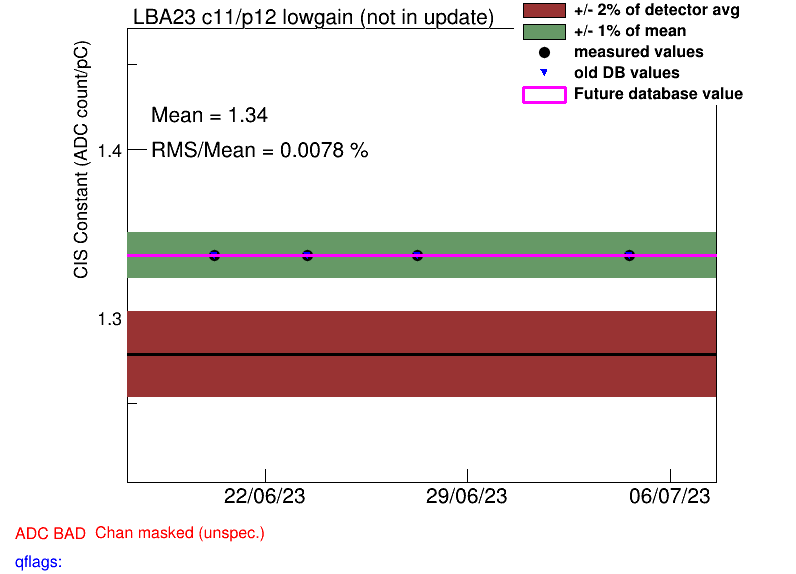 LBA23 c11/p12 lowgain (not in update)
+/- 2% of detector avg
+/- 1% of mean
measured values
old DB values
Future database value
CIS Constant (ADC count/pC)
Mean = 1.34
RMS/Mean = 0.0078 %
1.4
1.3
22/06/23 29/06/23 06/07/23
ADC BAD Chan masked (unspec.)
qflags: